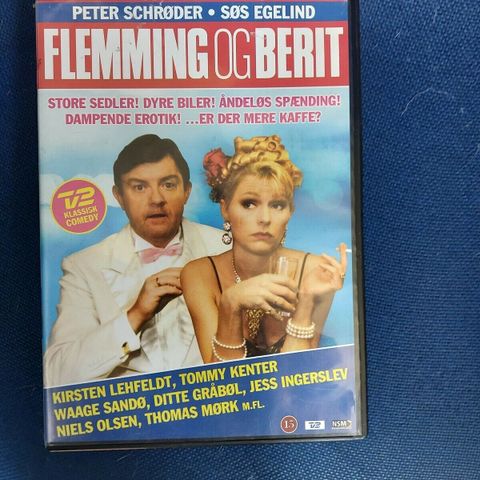 PETER SCHRØDER • SØS EGELIND
FLEMMING OG BERIT
STORE SEDLER! DYRE BILER! ÅNDELØS SPÆNDING!
DAMPENDE EROTIK! ...ER DER MERE KAFFE?
TV2
KLASSISK
COMEDY
KIRSTEN LEHFELDT, TOMMY KENTER
WAAGE SANDØ, DITTE GRÅBØL, JESS INGERSLEV
NIELS OLSEN, THOMAS MØRK M.FL.
15 TV2 NSM